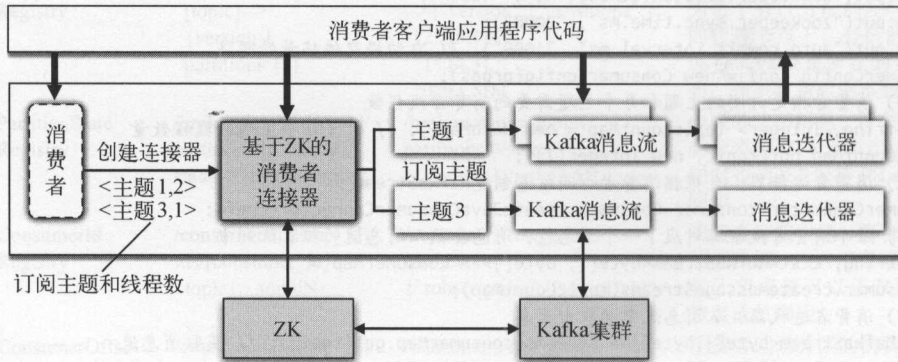 消费者客户端应用程序代码
消费者
创建连接器
<主题1,2>
<主题3,1>
订阅主题和线程数
基于ZK的
消费者
连接器
主题1
订阅主题
主题3
Kafka消息流
Kafka消息流
消息迭代器
消息迭代器
ZK
Kafka集群